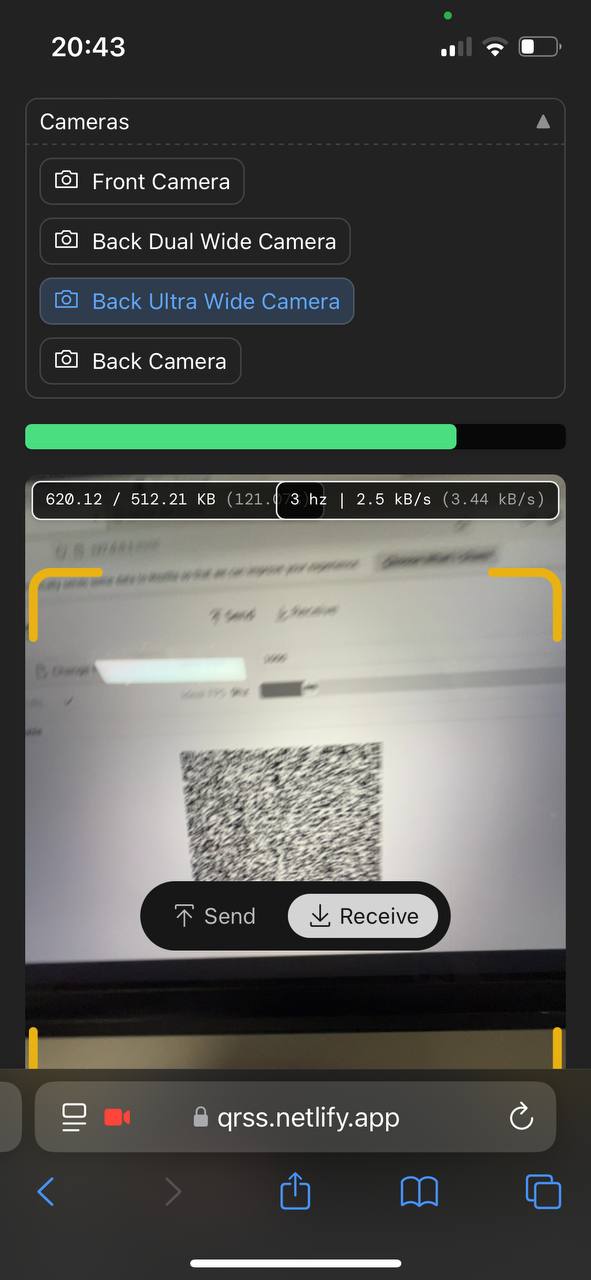 20:43
Cameras
Front Camera
Back Dual Wide Camera
Back Ultra Wide Camera
Back Camera
620.12 / 512.21 KB (121.0
3 hz | 2.5 kB/s (3.44 kB/s)
Send Receive
Send
Receive
qrss.netlify.app